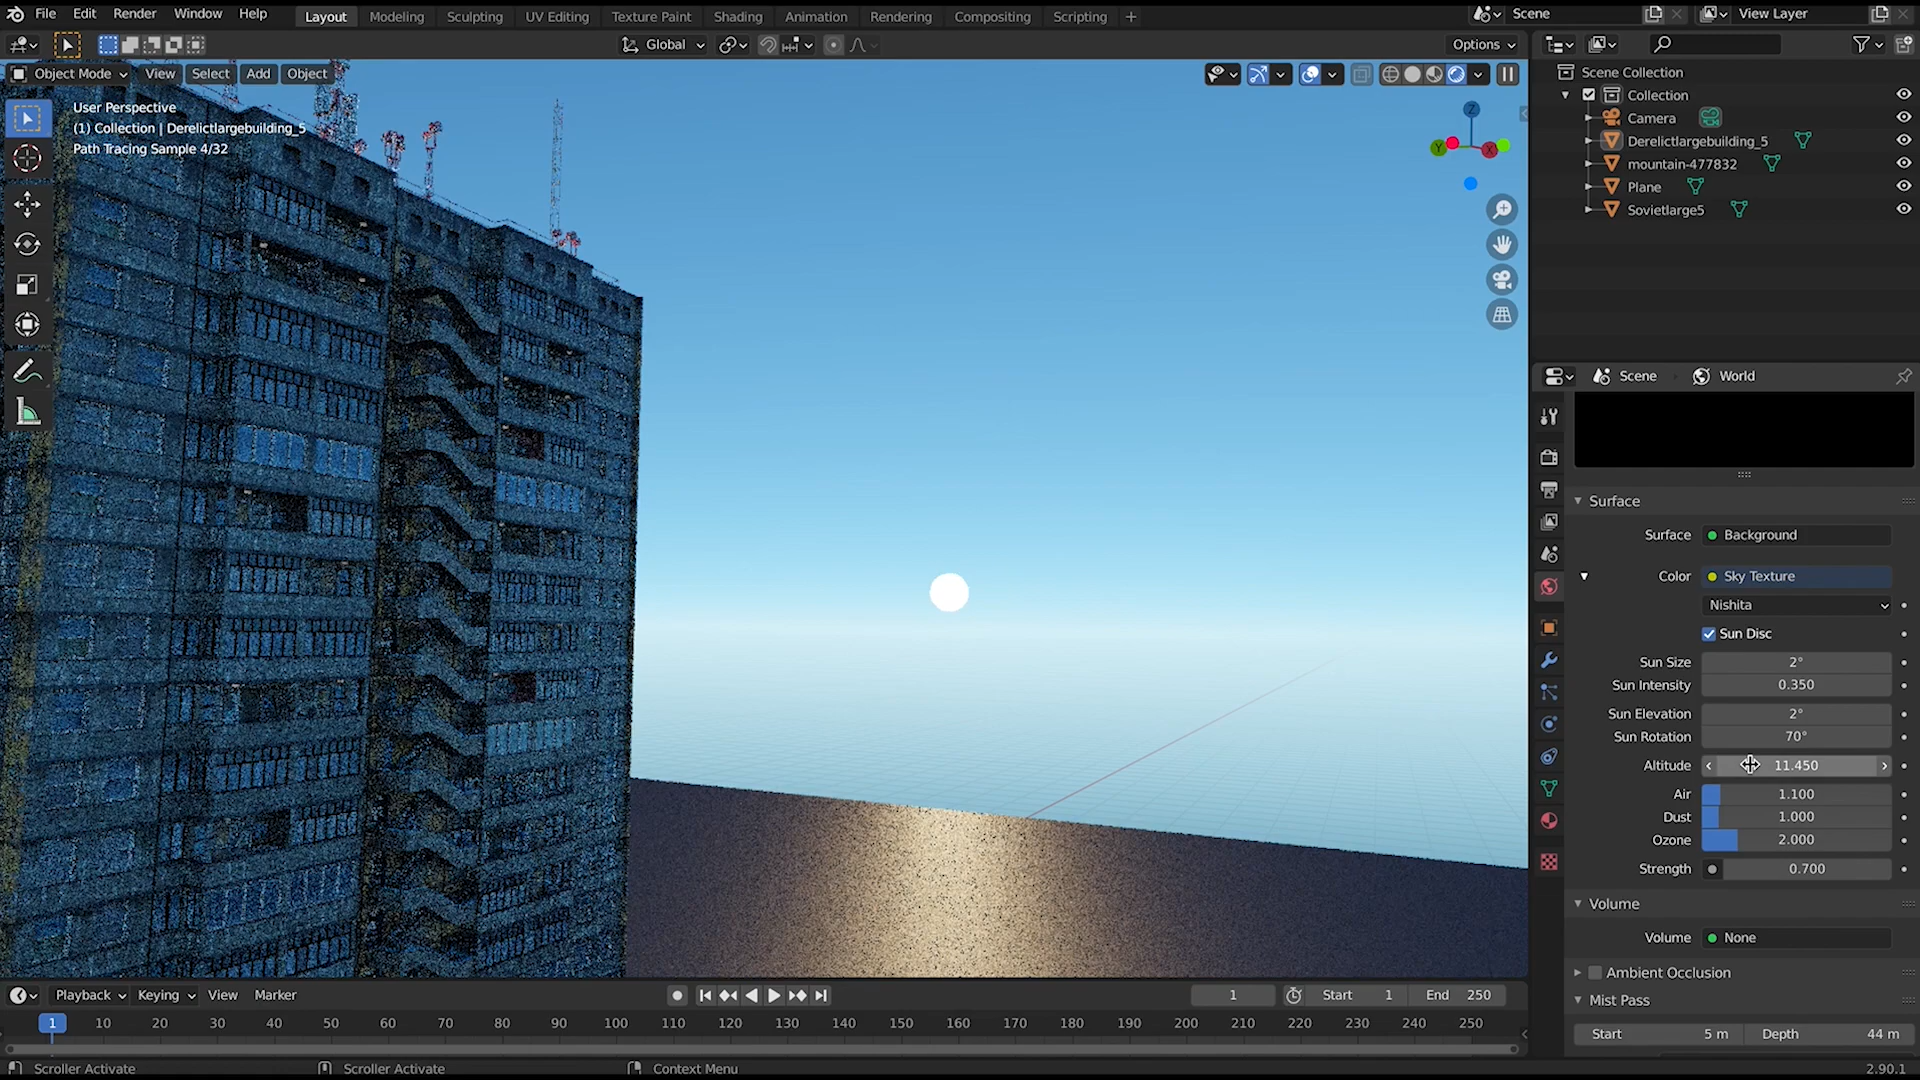 File Edit Render Window Help Layout Modeling Sculpting UV Editing Texture Paint Shading Animation Rendering Compositing Scripting + Scene View Layer
Global Options
Object Mode View Select Add Object
User Perspective
(1) Collection | Derelictlargebuilding_5
Path Tracing Sample 4/32
Z
Y
X
Scene Collection
Collection
Camera
Derelictlargebuilding_5
mountain-477832
Plane
Sovietlarge5
Scene World
Surface
Surface Background
Color Sky Texture
Nishita
Sun Disc
Sun Size 2°
Sun Intensity 0.350
Sun Elevation 2°
Sun Rotation 70°
Altitude 11.450
Air 1.100
Dust 1.000
Ozone 2.000
Strength 0.700
Volume
Volume None
Ambient Occlusion
Mist Pass
Start 5 m Depth 44 m
Playback Keying View Marker 1 Start 1 End 250
1 10 20 30 40 50 60 70 80 90 100 110 120 130 140 150 160 170 180 190 200 210 220 230 240 250
Scroller Activate Scroller Activate Context Menu 2.90.1